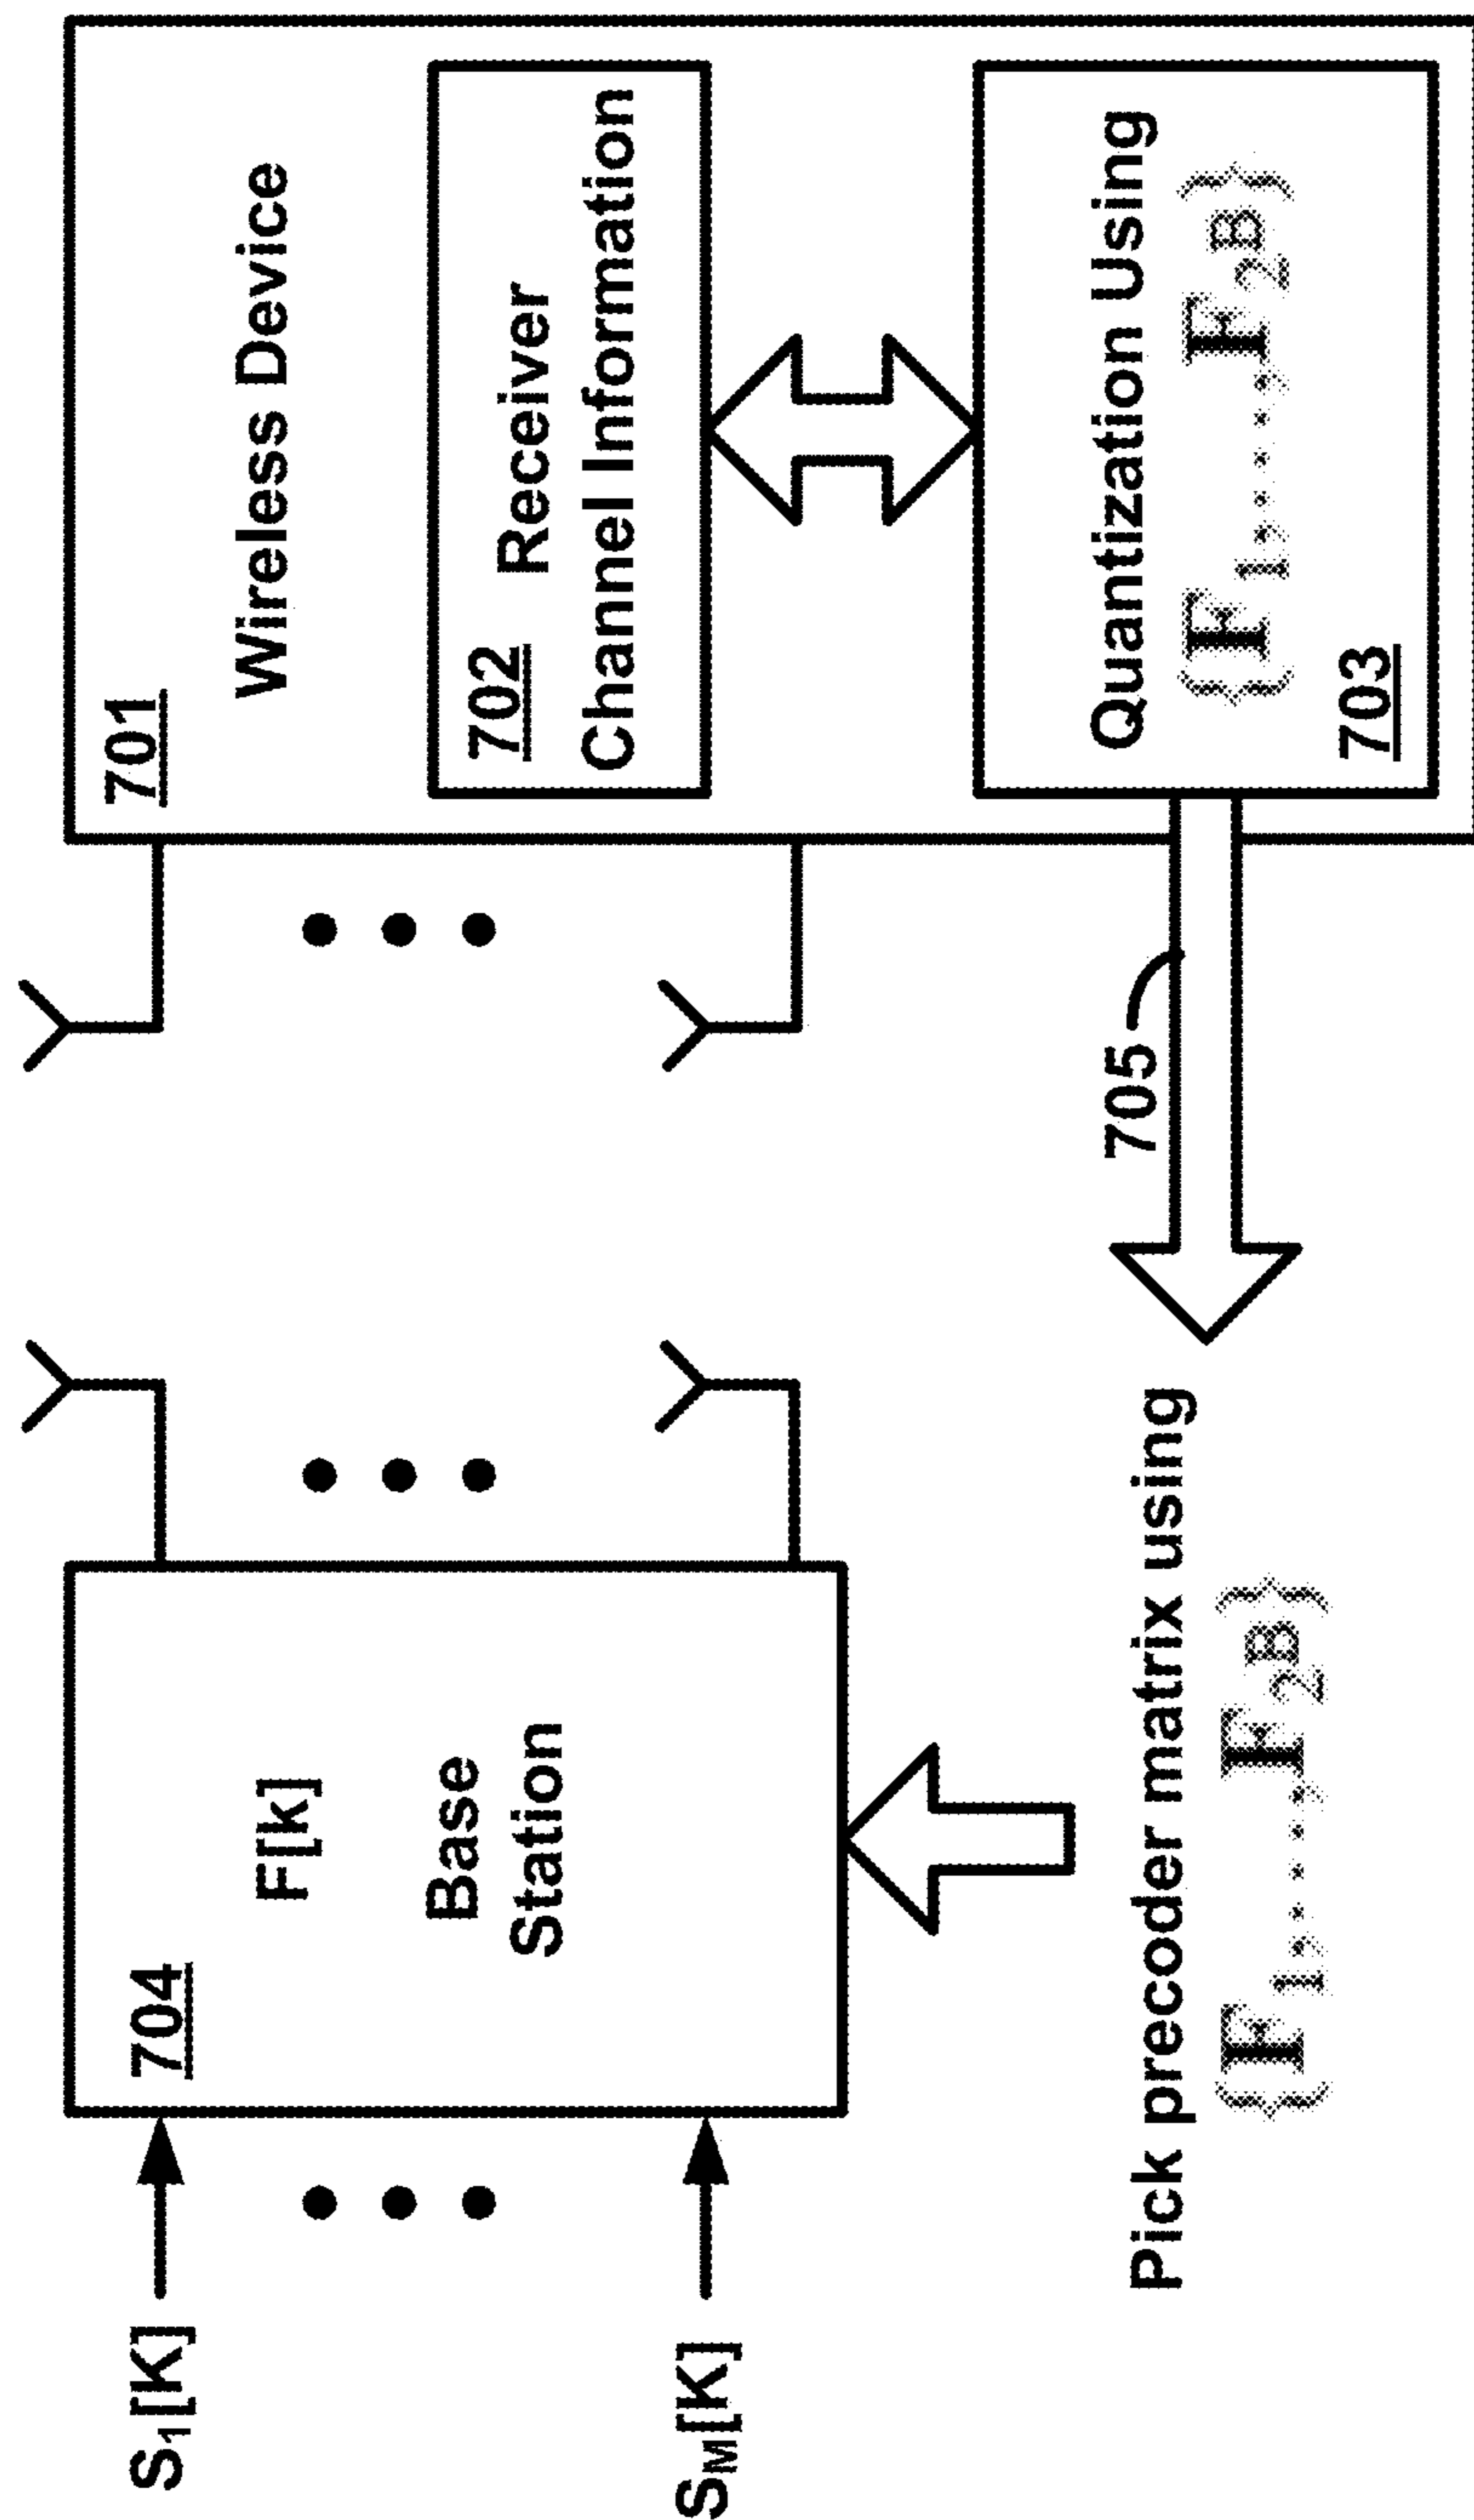 S1[K]
SM[K]
704
F[k]
Base
Station
Pick precoder matrix using
(F1,...,F2B)
705
701
Wireless Device
702
Receiver
Channel Information
Quantization Using
(F1,...,F2B)
703